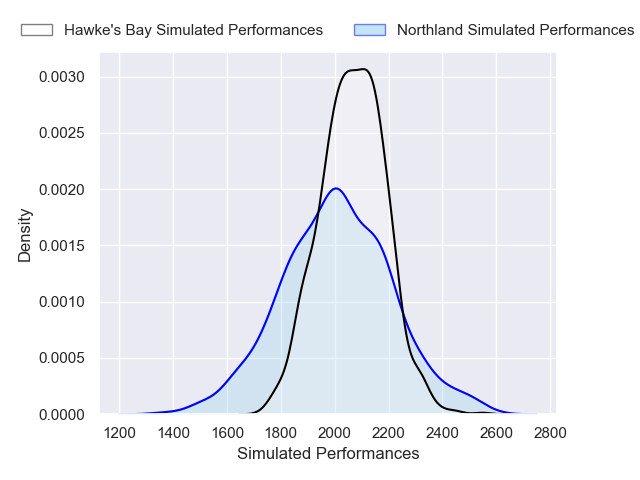 Hawke's Bay Simulated Performances Northland Simulated Performances
0.0030
0.0025
0.0020
0.0015
0.0010
0.0005
0.0000
Density
1200 1400 1600 1800 2000 2200 2400 2600 2800
Simulated Performances